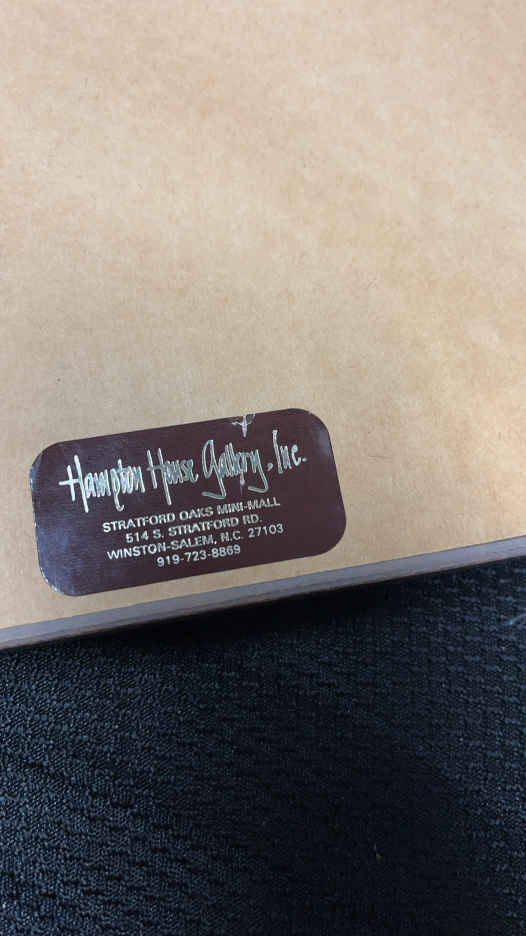 Hampton House Gallery, Inc.
STRATFORD OAKS MINI-MALL
514 S. STRATFORD RD.
WINSTON-SALEM, N.C. 27103
919-723-8869